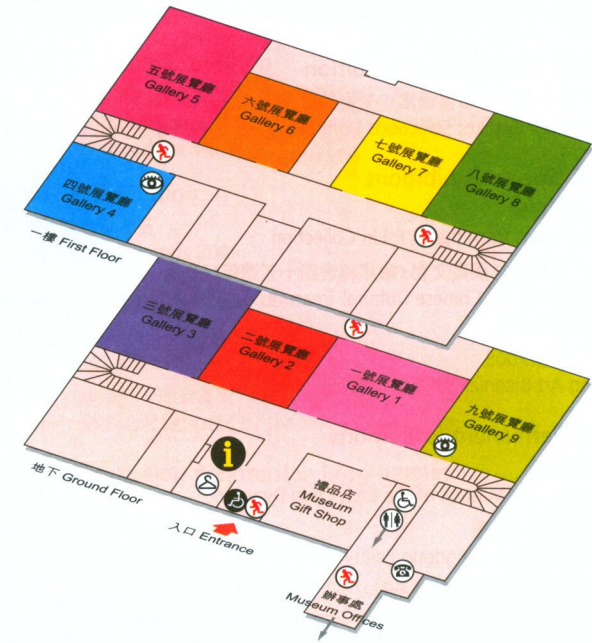 五號展覽廳
Gallery 5
六號展覽廳
Gallery 6
七號展覽廳
Gallery 7
八號展覽廳
Gallery 8
四號展覽廳
Gallery 4
一樓 First Floor
三號展覽廳
Gallery 3
二號展覽廳
Gallery 2
一號展覽廳
Gallery 1
九號展覽廳
Gallery 9
i
禮品店
Museum
Gift Shop
地下 Ground Floor
入口 Entrance
辦事處
Museum Offices